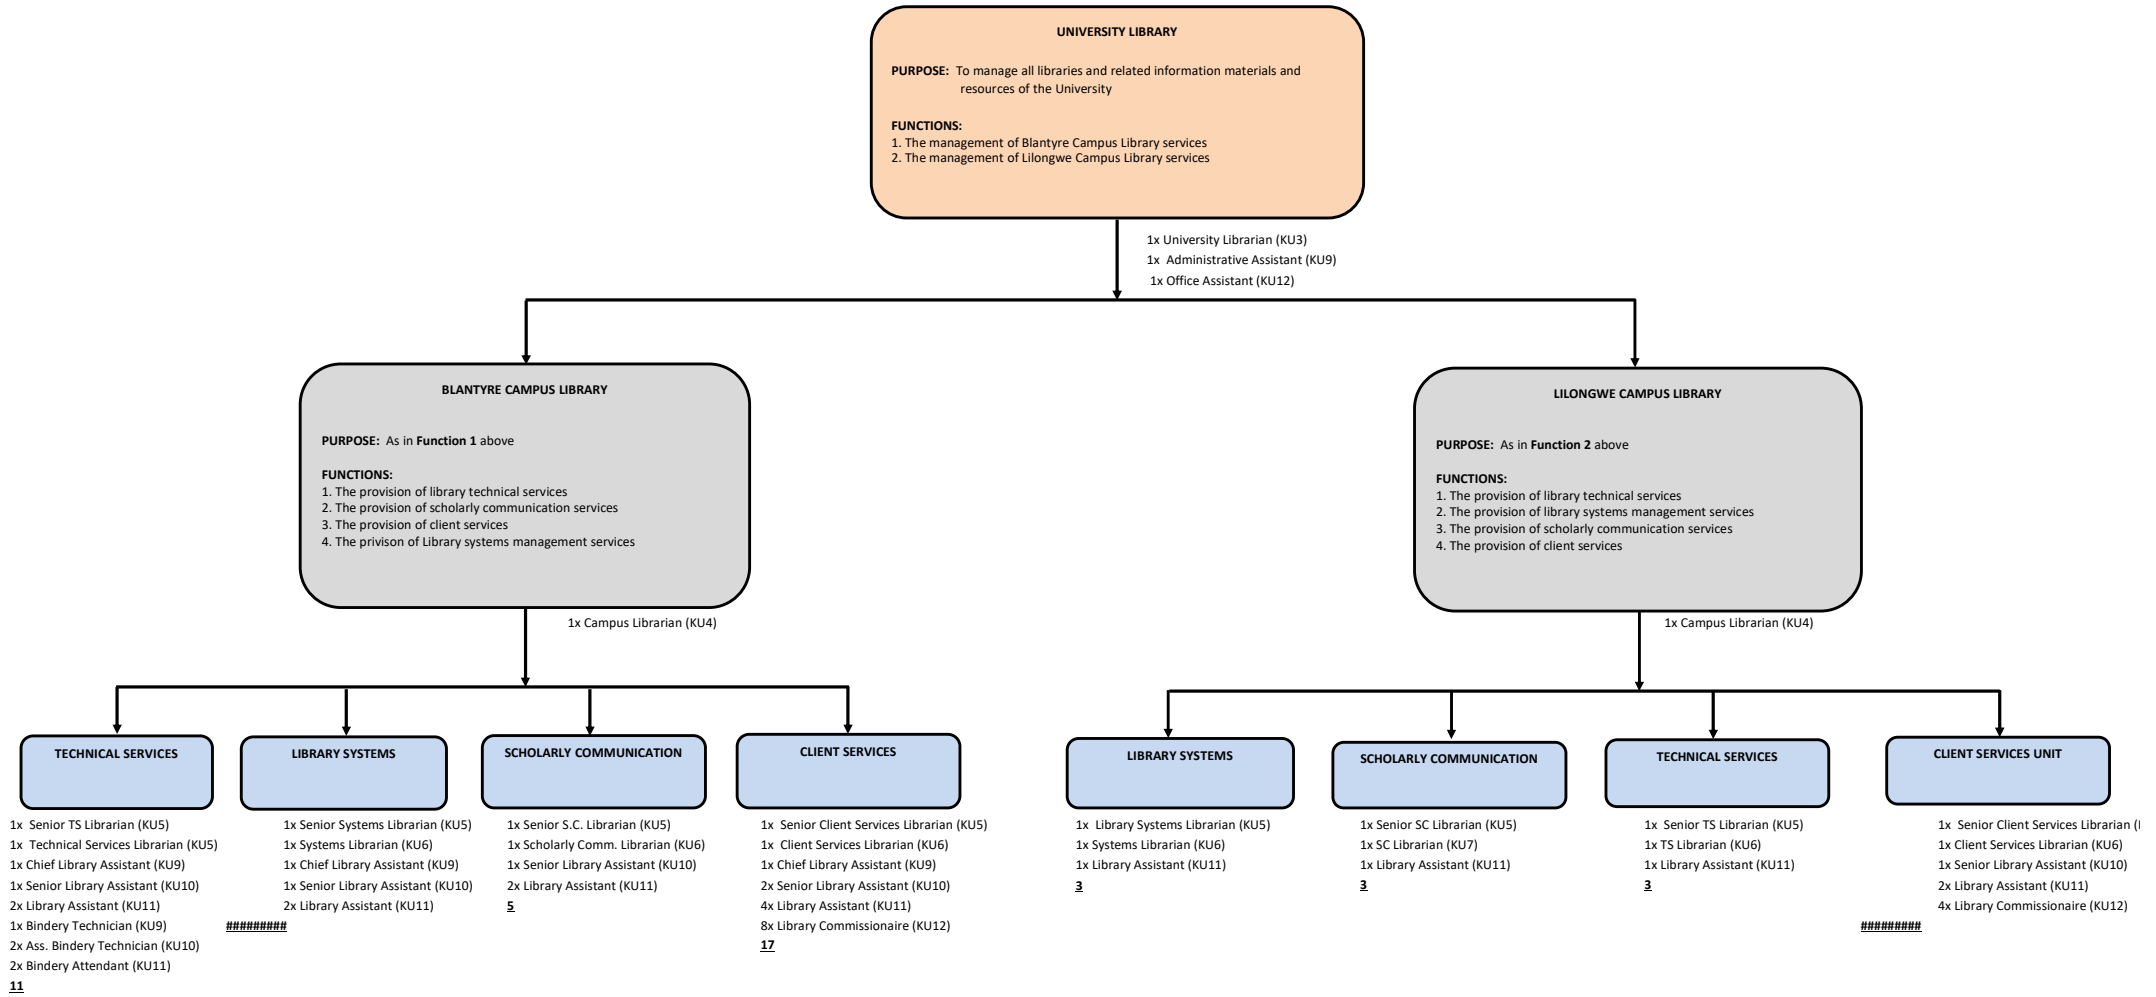 UNIVERSITY LIBRARY
PURPOSE: To manage all libraries and related information materials and
resources of the University
FUNCTIONS:
1. The management of Blantyre Campus Library services
2. The management of Lilongwe Campus Library services
1x University Librarian (KU3)
1x Administrative Assistant (KU9)
1x Office Assistant (KU12)
BLANTYRE CAMPUS LIBRARY
PURPOSE: As in Function 1 above
FUNCTIONS:
1. The provision of library technical services
2. The provision of scholarly communication services
3. The provision of client services
4. The privison of Library systems management services
1x Campus Librarian (KU4)
LILONGWE CAMPUS LIBRARY
PURPOSE: As in Function 2 above
FUNCTIONS:
1. The provision of library technical services
2. The provision of library systems management services
3. The provision of scholarly communication services
4. The provision of client services
1x Campus Librarian (KU4)
TECHNICAL SERVICES
1x Senior TS Librarian (KU5)
1x Technical Services Librarian (KU5)
1x Chief Library Assistant (KU9)
1x Senior Library Assistant (KU10)
2x Library Assistant (KU11)
1x Bindery Technician (KU9)
2x Ass. Bindery Technician (KU10)
2x Bindery Attendant (KU11)
11
LIBRARY SYSTEMS
1x Senior Systems Librarian (KU5)
1x Systems Librarian (KU6)
1x Chief Library Assistant (KU9)
1x Senior Library Assistant (KU10)
2x Library Assistant (KU11)
#########
SCHOLARLY COMMUNICATION
1x Senior S.C. Librarian (KU5)
1x Scholarly Comm. Librarian (KU6)
1x Senior Library Assistant (KU10)
2x Library Assistant (KU11)
5
CLIENT SERVICES
1x Senior Client Services Librarian (KU5)
1x Client Services Librarian (KU6)
1x Chief Library Assistant (KU9)
2x Senior Library Assistant (KU10)
4x Library Assistant (KU11)
8x Library Commissionaire (KU12)
17
LIBRARY SYSTEMS
1x Library Systems Librarian (KU5)
1x Systems Librarian (KU6)
1x Library Assistant (KU11)
3
SCHOLARLY COMMUNICATION
1x Senior SC Librarian (KU5)
1x SC Librarian (KU7)
1x Library Assistant (KU11)
3
TECHNICAL SERVICES
1x Senior TS Librarian (KU5)
1x TS Librarian (KU6)
1x Library Assistant (KU11)
3
CLIENT SERVICES UNIT
1x Senior Client Services Librarian (
1x Client Services Librarian (KU6)
1x Senior Library Assistant (KU10)
2x Library Assistant (KU11)
4x Library Commissionaire (KU12)
#########